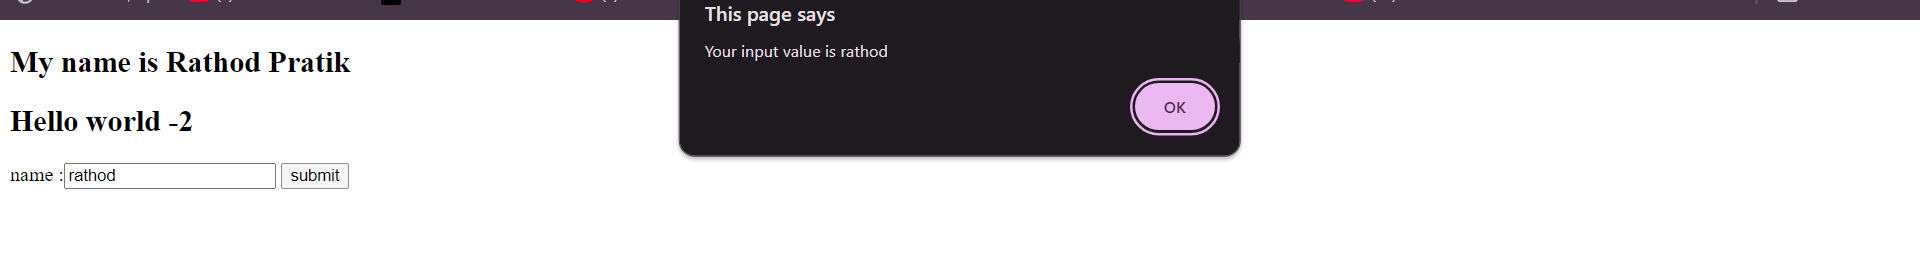 This page says
Your input value is rathod
OK
My name is Rathod Pratik
Hello world -2
name :rathod submit